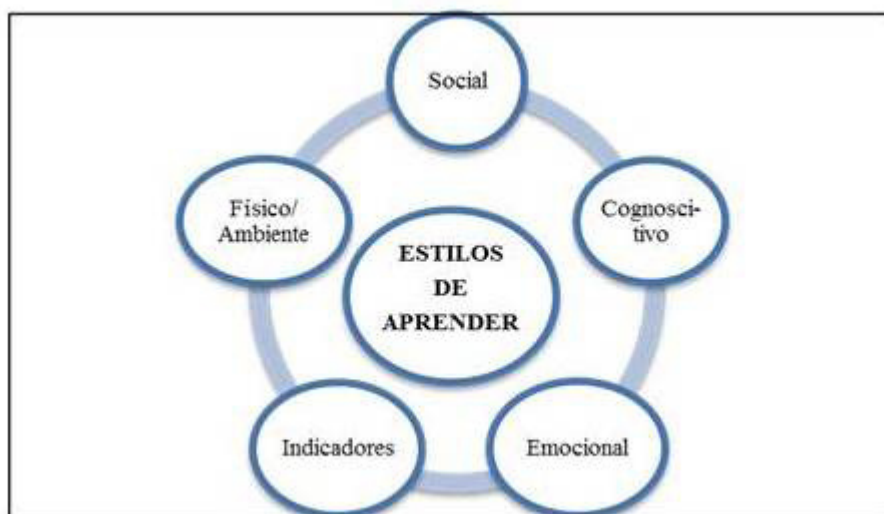 Social
Físico/
Ambiente
Cognosci-
tivo
ESTILOS
DE
APRENDER
Indicadores
Emocional